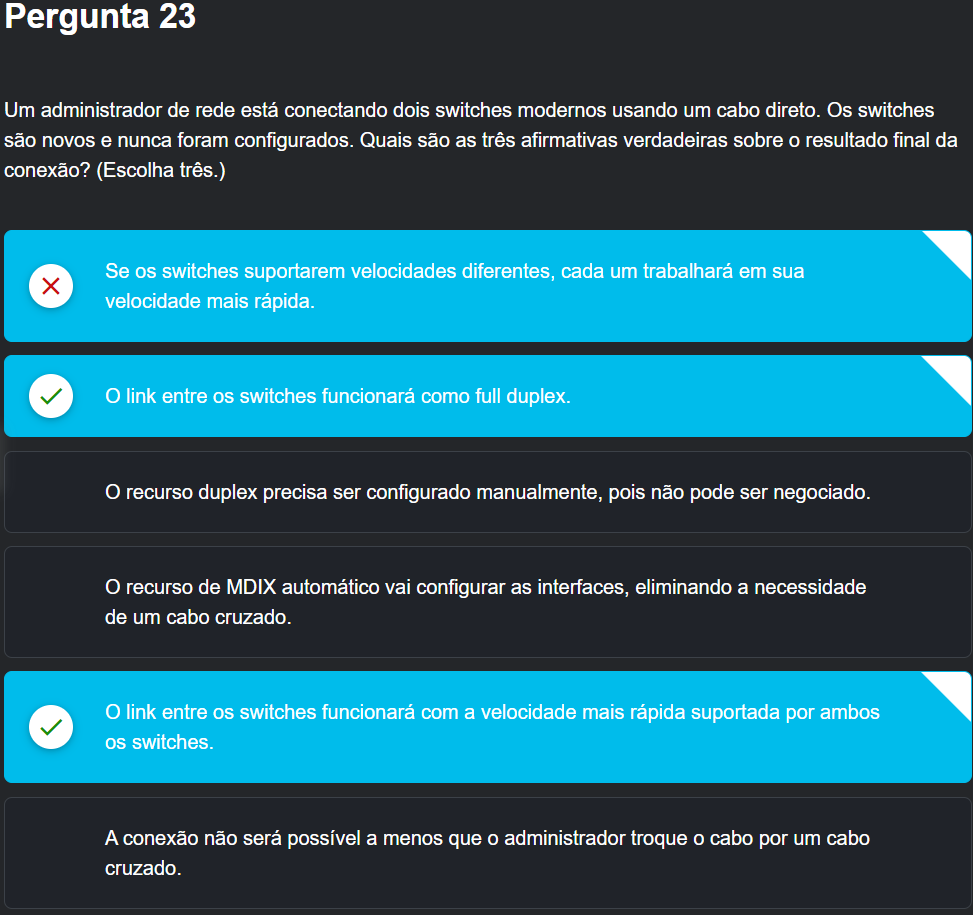 Pergunta 23
Um administrador de rede está conectando dois switches modernos usando um cabo direto. Os switches
são novos e nunca foram configurados. Quais são as três afirmativas verdadeiras sobre o resultado final da
conexão? (Escolha três.)
Se os switches suportarem velocidades diferentes, cada um trabalhará em sua
velocidade mais rápida.
O link entre os switches funcionará como full duplex.
O recurso duplex precisa ser configurado manualmente, pois não pode ser negociado.
O recurso de MDIX automático vai configurar as interfaces, eliminando a necessidade
de um cabo cruzado.
O link entre os switches funcionará com a velocidade mais rápida suportada por ambos
os switches.
A conexão não será possível a menos que o administrador troque o cabo por um cabo
cruzado.